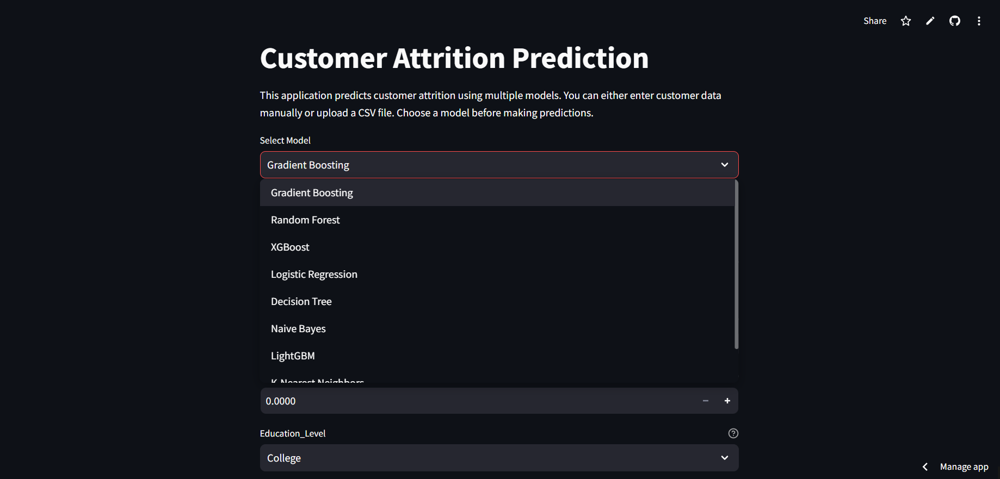 Share
Customer Attrition Prediction
This application predicts customer attrition using multiple models. You can either enter customer data
manually or upload a CSV file. Choose a model before making predictions.
Select Model
Gradient Boosting
Gradient Boosting
Random Forest
XGBoost
Logistic Regression
Decision Tree
Naive Bayes
LightGBM
K-Nearest Neighbors
0.0000
Education_Level
College
Manage app